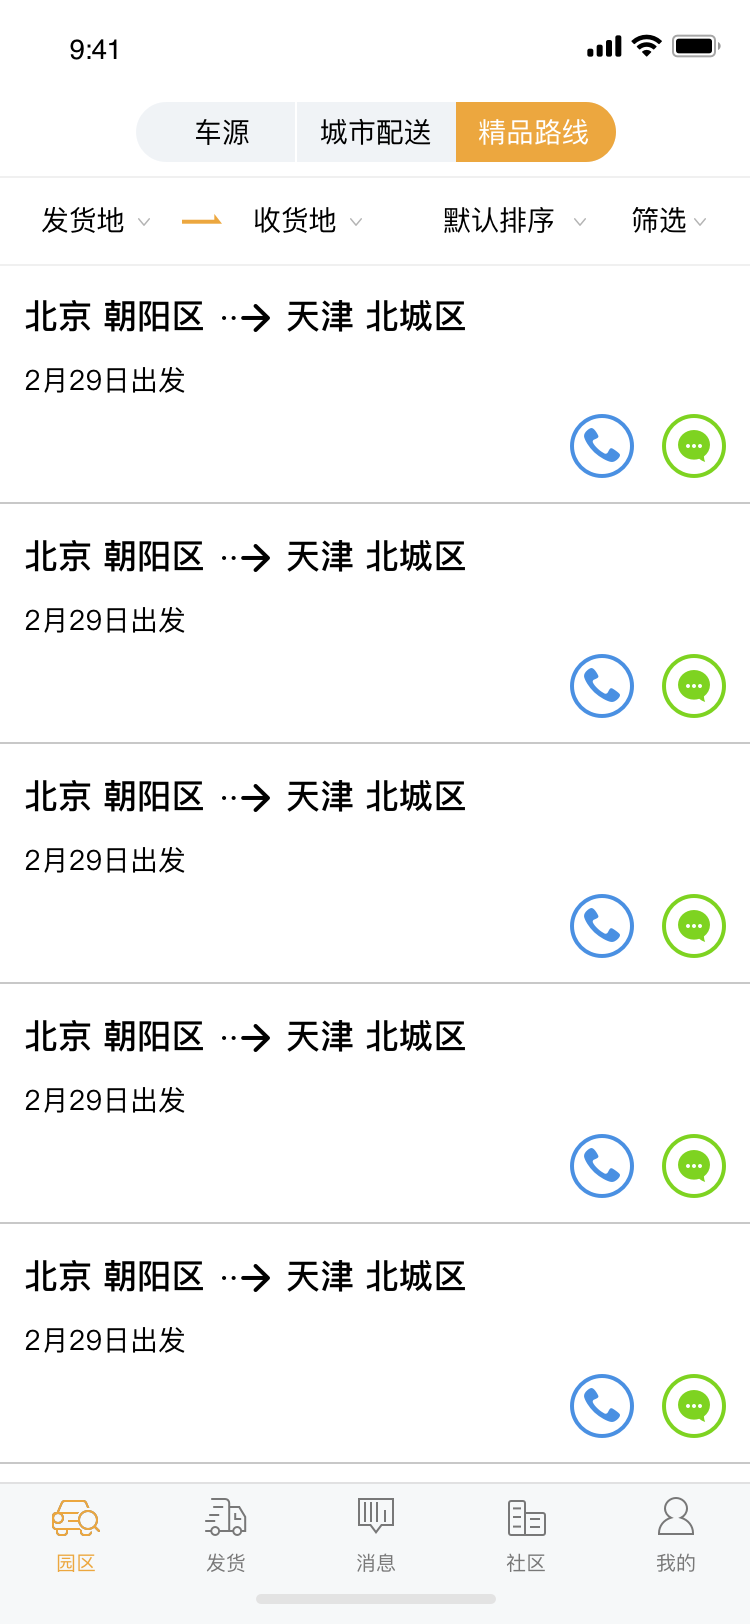 9:41
车源 城市配送 精品路线
发货地 收货地 默认排序 筛选
北京 朝阳区 天津 北城区
2月29日出发
北京 朝阳区 天津 北城区
2月29日出发
北京 朝阳区 天津 北城区
2月29日出发
北京 朝阳区 天津 北城区
2月29日出发
北京 朝阳区 天津 北城区
2月29日出发
园区 发货 消息 社区 我的